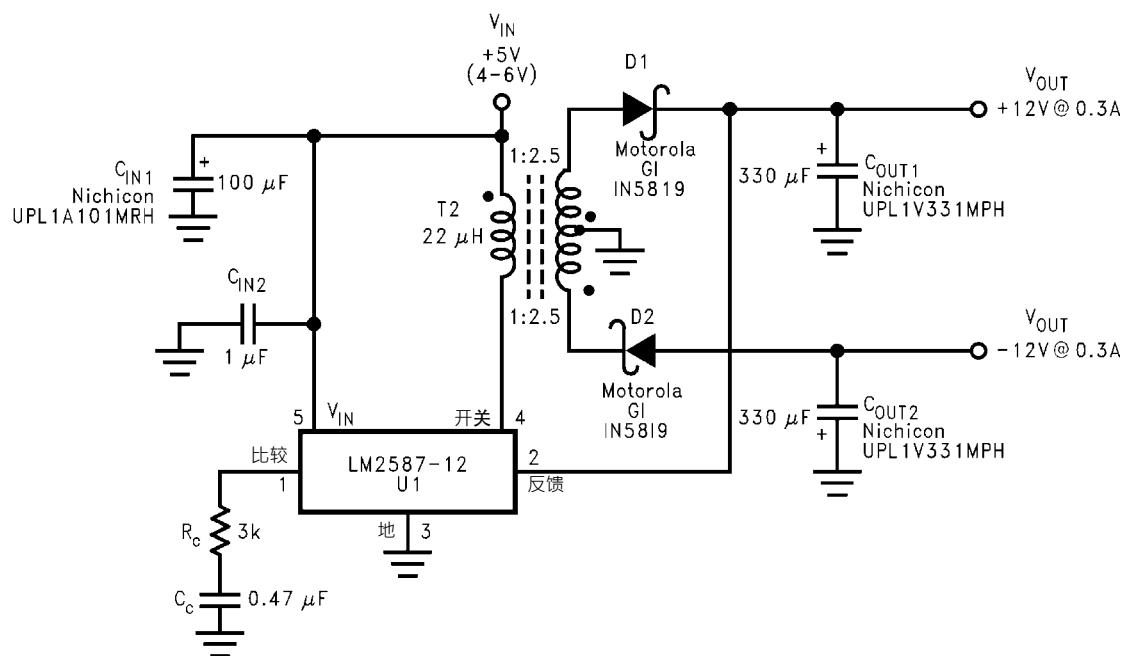 VIN
+5V
(4-6V)
D1
VOUT
+12V @ 0.3A
Motorola
GI
IN5819
CIN1
Nichicon
UPL1A101MRH
+
100 μF
1:2.5
T2
22 μH
1:2.5
330 μF
+
COUT1
Nichicon
UPL1V331MPH
CIN2
1 μF
D2
Motorola
GI
IN5819
VOUT
-12V @ 0.3A
330 μF
+
COUT2
Nichicon
UPL1V331MPH
5
VIN
开关
4
比较
1
LM2587-12
U1
2
反馈
地
3
Rc
3k
Cc
0.47 μF